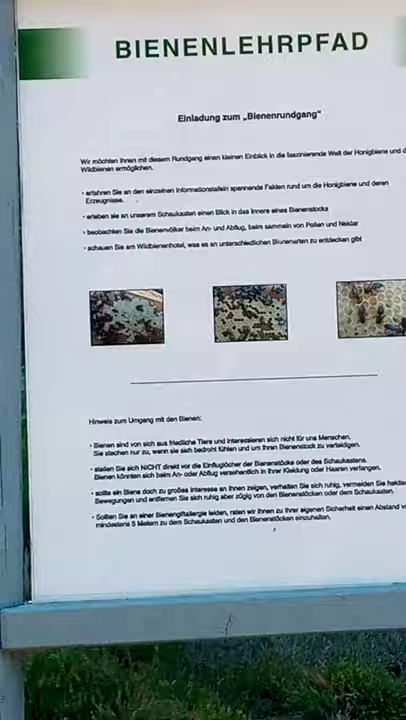 BIENENLEHRPFAD
Einladung zum „Bienenrundgang“
Wir möchten Ihnen mit diesem Rundgang einen kleinen Einblick in die faszinierende Welt der Honigbiene und d
Wildbienen ermöglichen.
• erfahren Sie an den einzelnen Informationstafeln spannende Fakten rund um die Honigbiene und deren
Erzeugnisse.
• erleben sie an unserem Schaukasten einen Blick in das Innere eines Bienenstocks
• beobachten Sie die Bienenvölker beim An- und Abflug, beim sammeln von Pollen und Nektar
• schauen Sie am Wildbienenhotel, was es an unterschiedlichen Bienenarten zu entdecken gibt
Hinweis zum Umgang mit den Bienen:
• Bienen sind von sich aus friedliche Tiere und interessieren sich nicht für uns Menschen.
Sie stechen nur zu, wenn sie sich bedroht fühlen und um ihren Bienenstock zu verteidigen.
• stellen Sie sich NICHT direkt vor die Einfluglöcher der Bienenstöcke oder des Schaukastens.
Bienen könnten sich beim An- oder Abflug versehentlich in Ihrer Kleidung oder Haaren verfangen.
• sollte ein Biene doch zu großes Interesse an Ihnen zeigen, verhalten Sie sich ruhig, vermeiden Sie hektis
Bewegungen und entfernen Sie sich ruhig aber zügig von den Bienenstöcken oder dem Schaukasten.
• Sollten Sie an einer Bienengiftallergie leiden, raten wir Ihnen zu Ihrer eigenen Sicherheit einen Abstand v
mindestens 5 Metern zu dem Schaukasten und den Bienenstöcken einzuhalten.